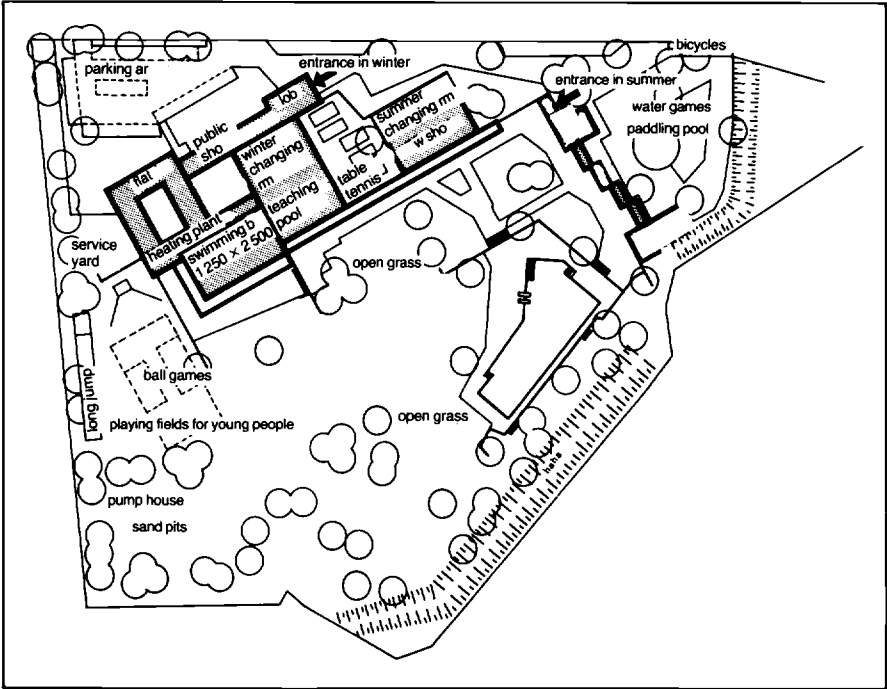 bicycles
entrance in winter
parking ar
entrance in summer
lob
water games
paddling pool
public
sho
summer
changing rm
w sho
winter
changing
rm
table
tennis
flat
teaching
pool
heating plant
swimming b
1 250 × 2 500
service
yard
open grass
long jump
ball games
open grass
playing fields for young people
haha
pump house
sand pits